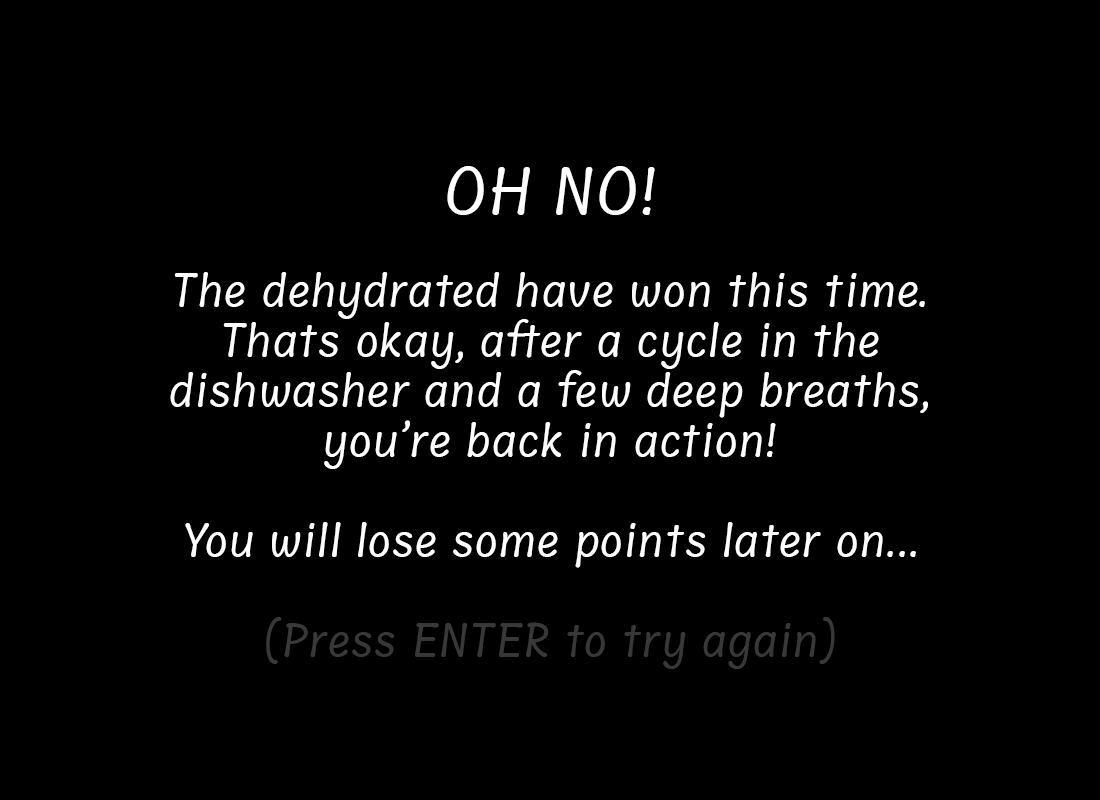 OH NO!
The dehydrated have won this time.
Thats okay, after a cycle in the
dishwasher and a few deep breaths,
you’re back in action!
You will lose some points later on...
(Press ENTER to try again)